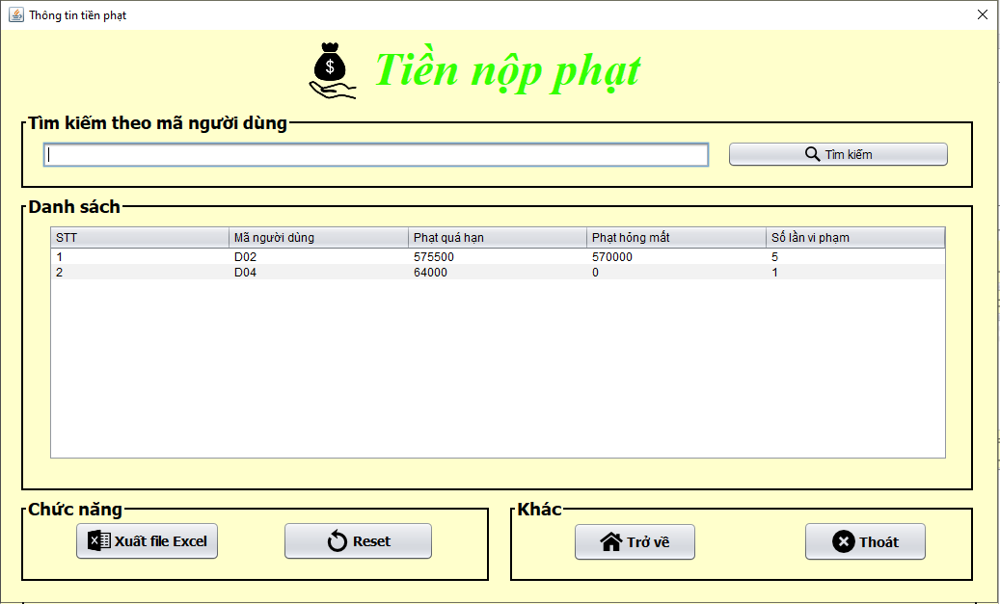 Thông tin tiền phạt
$ Tiền nộp phạt
Tìm kiếm theo mã người dùng
Tìm kiếm
Danh sách
STT Mã người dùng Phạt quá hạn Phạt hỏng mất Số lần vi phạm
1 D02 575500 570000 5
2 D04 64000 0 1
Chức năng Khác
Xuất file Excel Reset Trở về Thoát